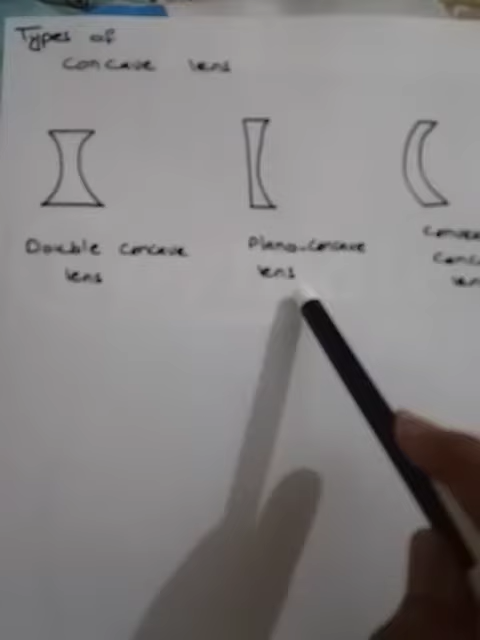 Types of
concave lens
Double concave
lens
Plano-concave
lens